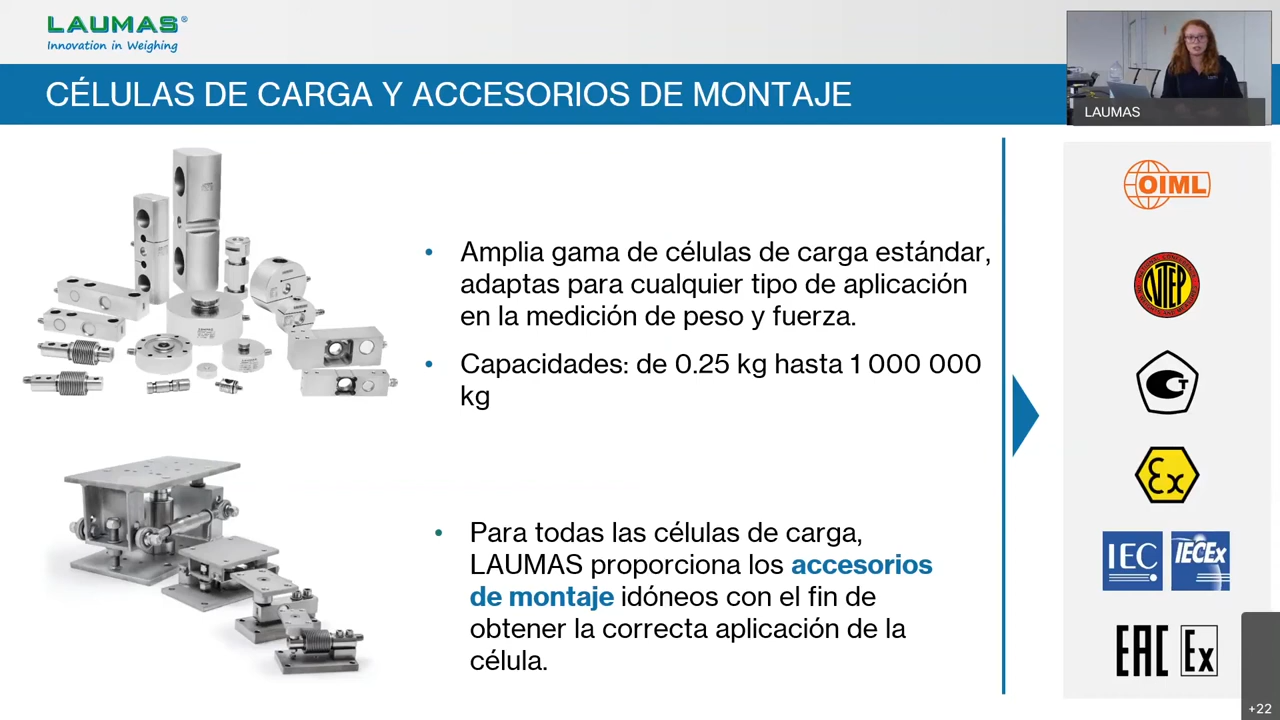 LAUMAS®
Innovation in Weighing
CÉLULAS DE CARGA Y ACCESORIOS DE MONTAJE
LAUMAS
• Amplia gama de células de carga estándar,
adaptas para cualquier tipo de aplicación
en la medición de peso y fuerza.
• Capacidades: de 0.25 kg hasta 1 000 000
kg
• Para todas las células de carga,
LAUMAS proporciona los accesorios
de montaje idóneos con el fin de
obtener la correcta aplicación de la
célula.
OIML
NTEP
Ex
IEC
IECEx
EAC Ex
+22